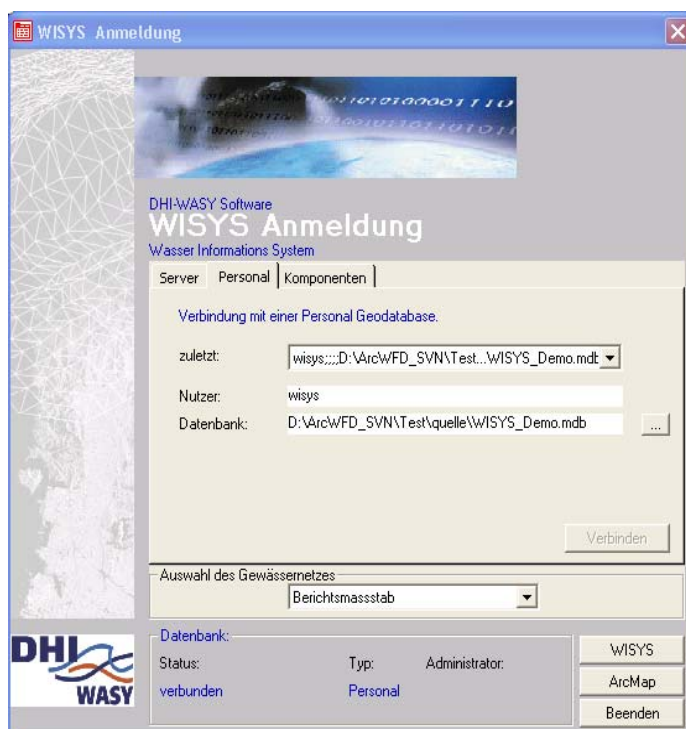 WISYS Anmeldung
DHI-WASY Software
WISYS Anmeldung
Wasser Informations System
Server Personal Komponenten
Verbindung mit einer Personal Geodatabase.
zuletzt: wisys;;;;D:\ArcWFD_SVN\Test...WISYS_Demo.mdb
Nutzer: wisys
Datenbank: D:\ArcWFD_SVN\Test\quelle\WISYS_Demo.mdb ...
Verbinden
Auswahl des Gewässernetzes
Berichtsmassstab
DHI
WASY
Datenbank:
Status: Typ: Administrator:
verbunden Personal
WISYS
ArcMap
Beenden